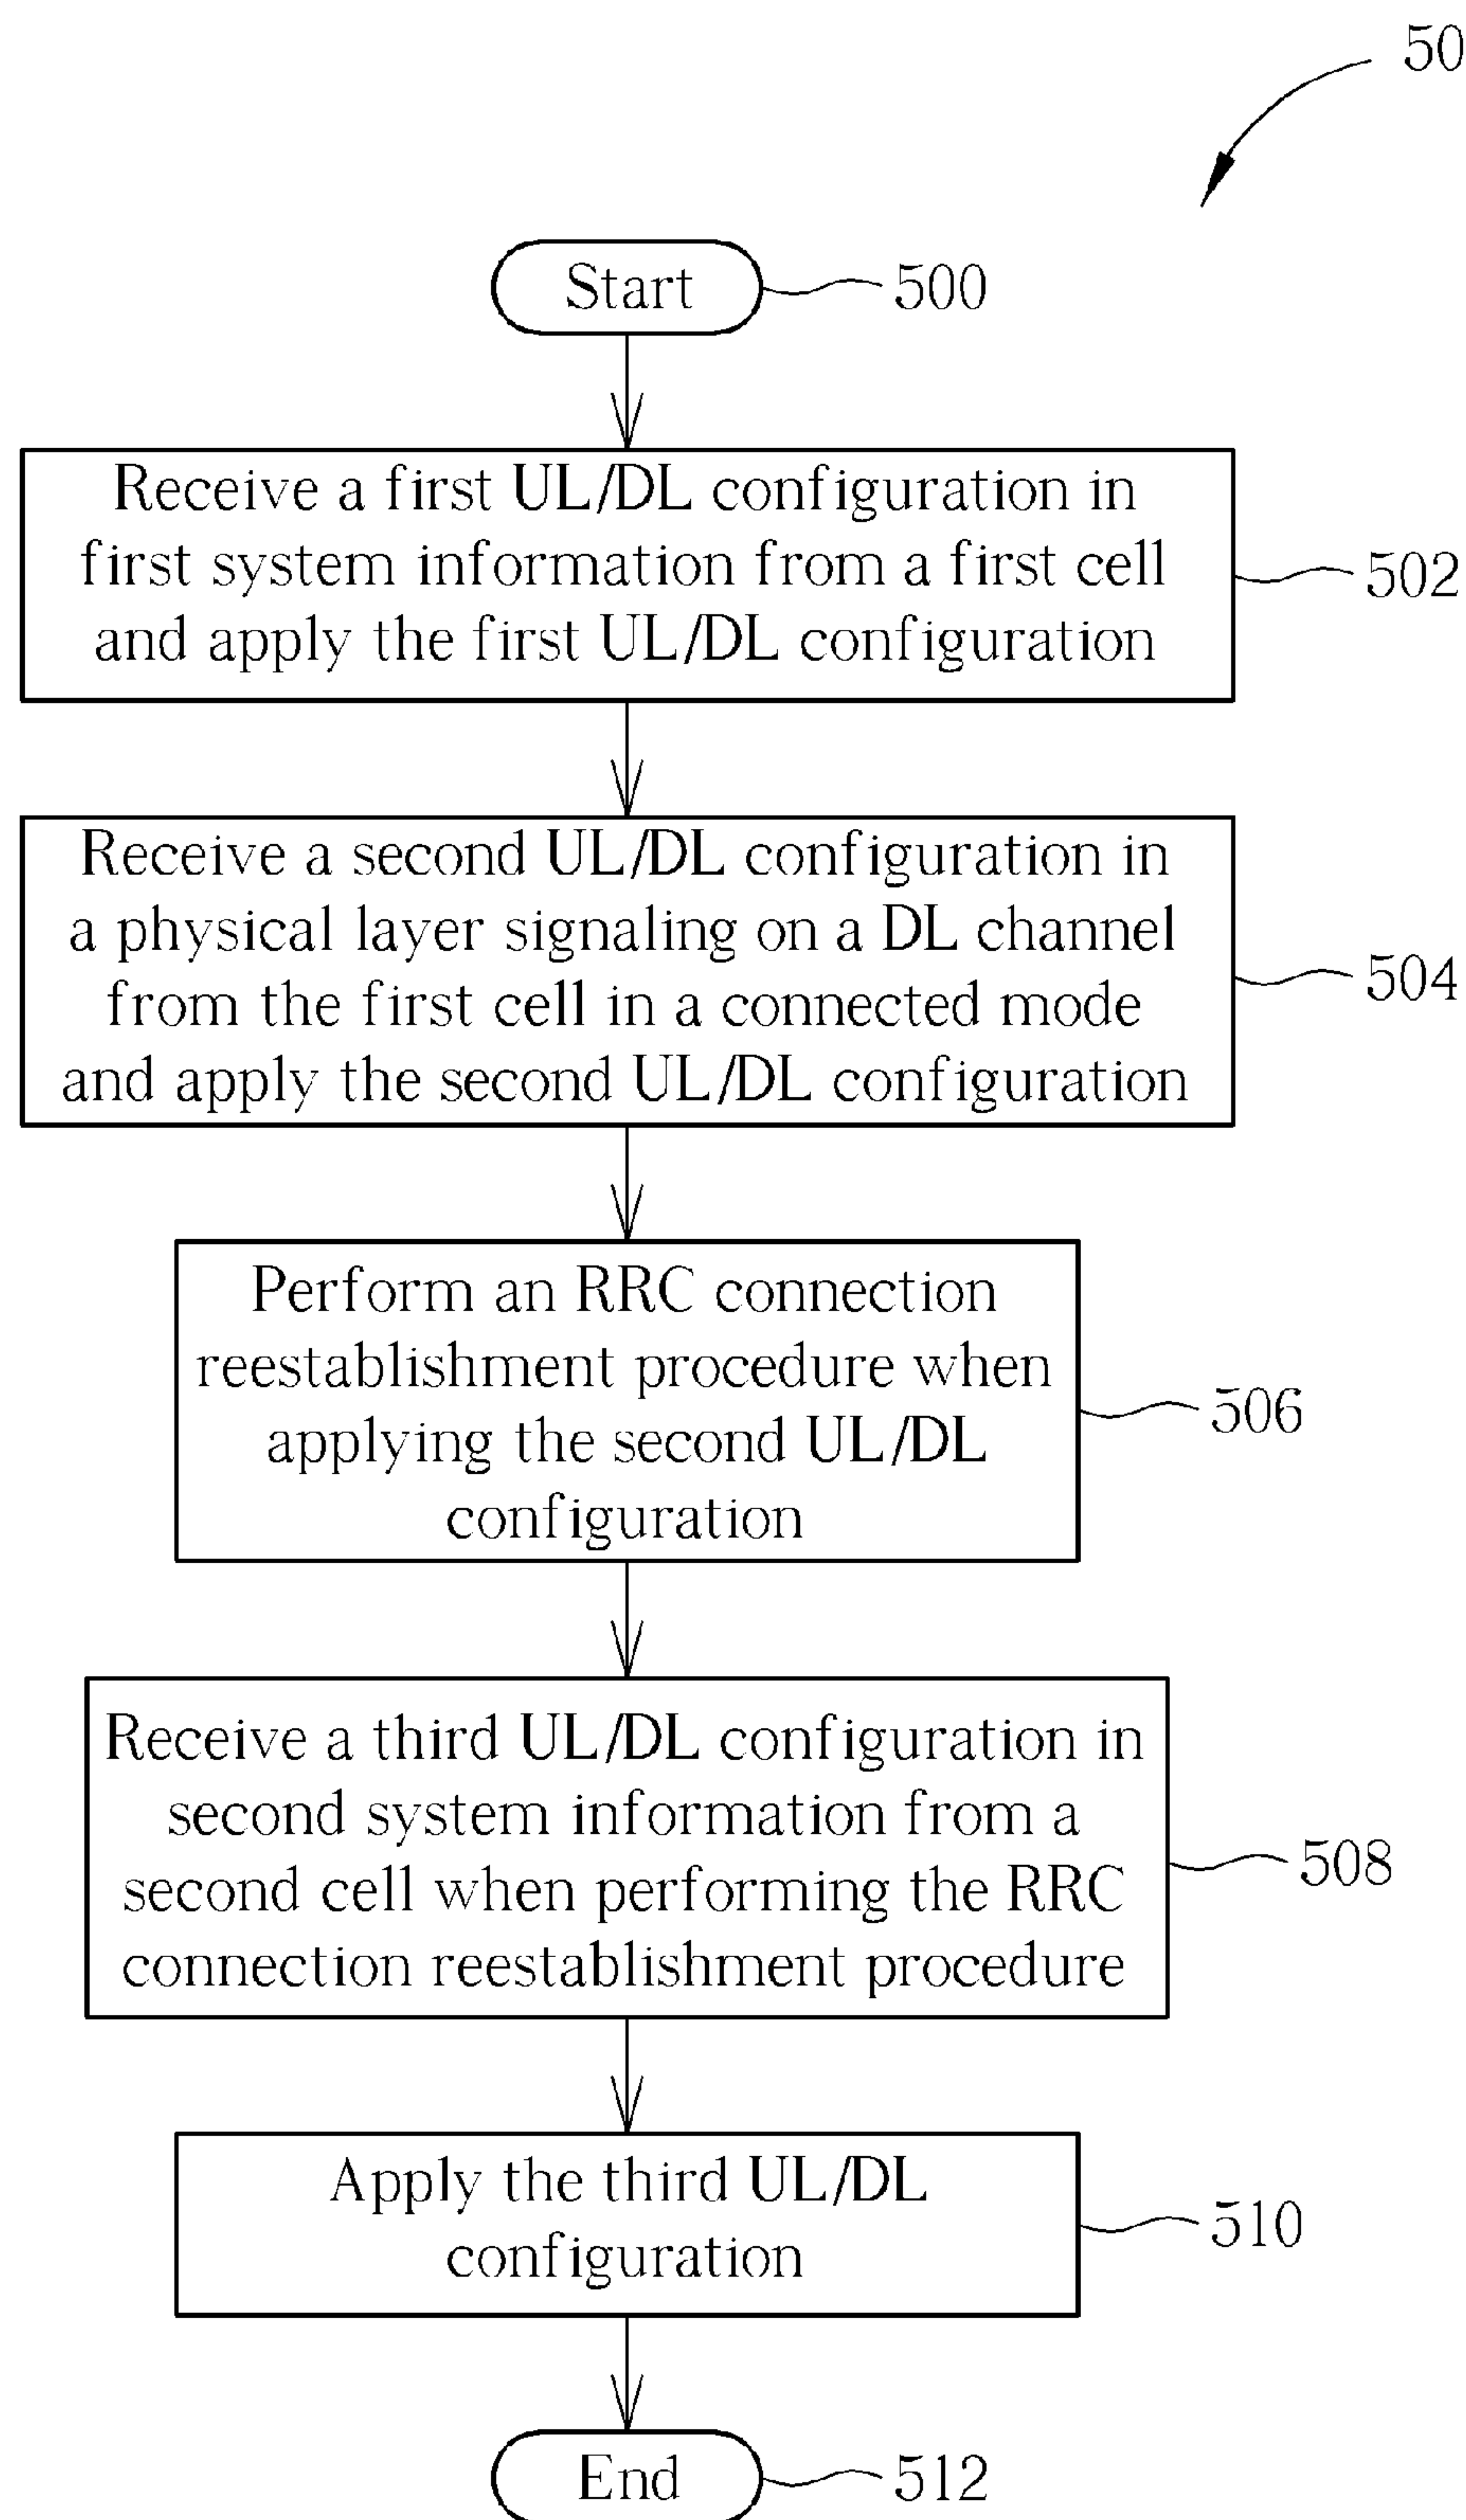 50
Start
500
Receive a first UL/DL configuration in
first system information from a first cell
and apply the first UL/DL configuration
502
Receive a second UL/DL configuration in
a physical layer signaling on a DL channel
from the first cell in a connected mode
and apply the second UL/DL configuration
504
Perform an RRC connection
reestablishment procedure when
applying the second UL/DL
configuration
506
Receive a third UL/DL configuration in
second system information from a
second cell when performing the RRC
connection reestablishment procedure
508
Apply the third UL/DL
configuration
510
End
512